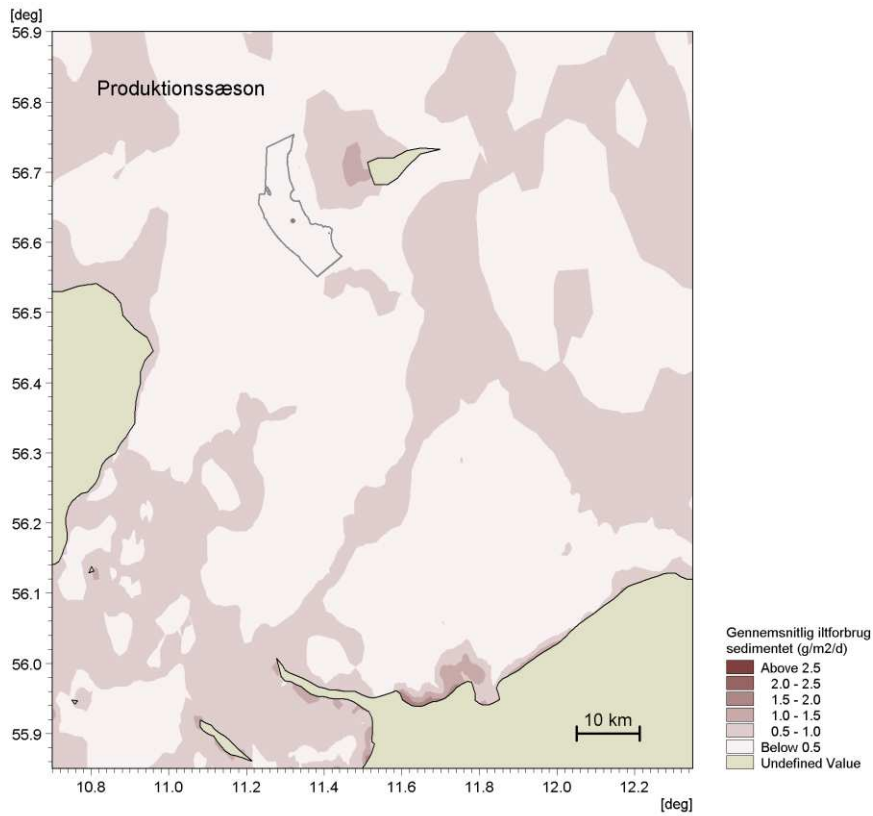 [deg]
56.9
Produktionssæson
56.8
56.7
56.6
56.5
56.4
56.3
56.2
56.1
56.0
55.9
10 km
10.8 11.0 11.2 11.4 11.6 11.8 12.0 12.2
[deg]
Gennemsnitlig iltforbrug
sedimentet (g/m2/d)
Above 2.5
2.0 - 2.5
1.5 - 2.0
1.0 - 1.5
0.5 - 1.0
Below 0.5
Undefined Value